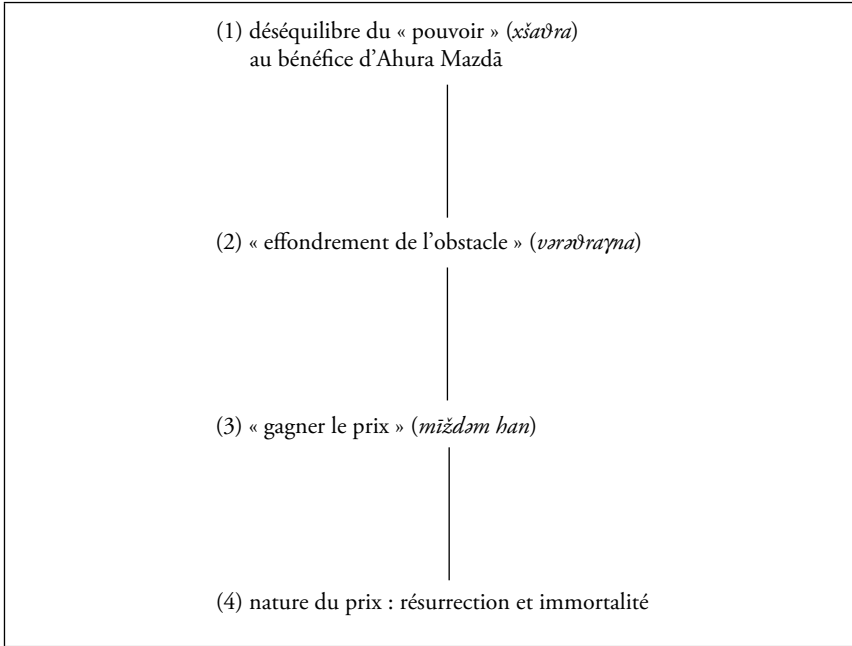 (1) déséquilibre du « pouvoir » (xšaϑra)
au bénéfice d’Ahura Mazdā
(2) « effondrement de l’obstacle » (vərəϑraγna)
(3) « gagner le prix » (mīždəm han)
(4) nature du prix : résurrection et immortalité